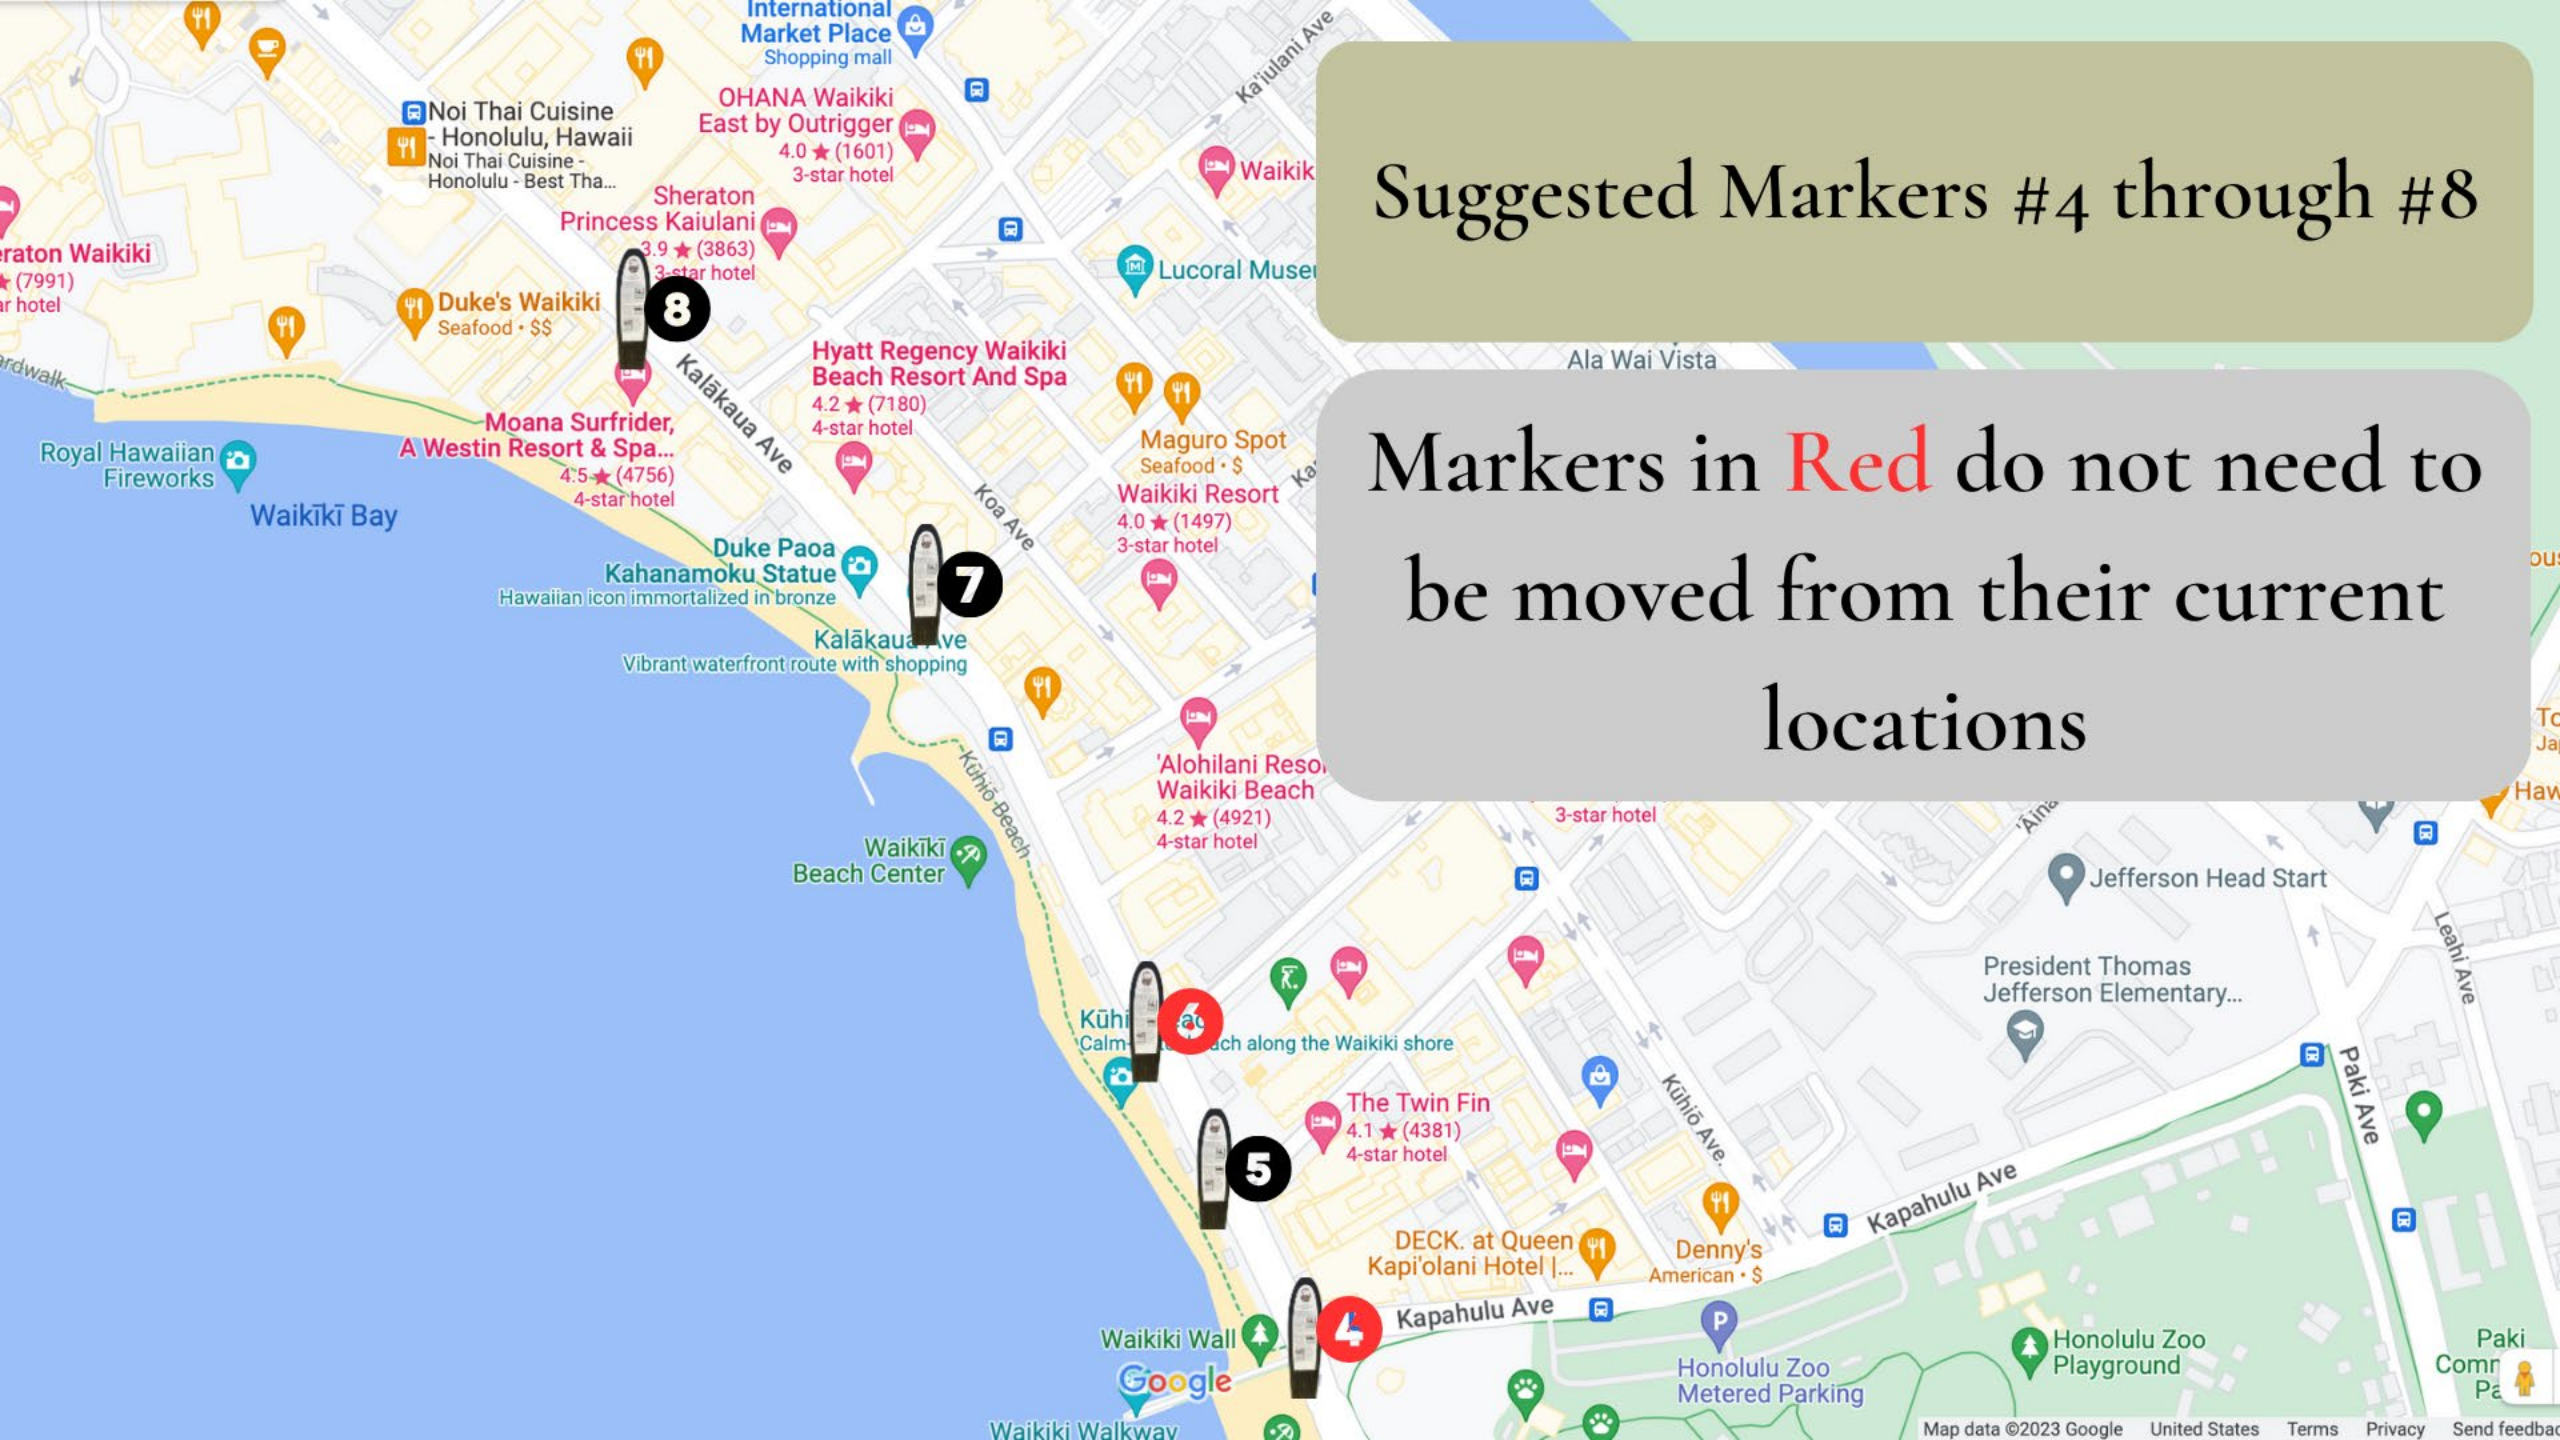 International
Market Place
Shopping mall
Ka'iulani Ave
OHANA Waikiki
East by Outrigger
4.0 ★ (1601)
3-star hotel
Noi Thai Cuisine
- Honolulu, Hawaii
Noi Thai Cuisine -
Honolulu - Best Tha...
Sheraton
Princess Kaiulani
3.9 ★ (3863)
3-star hotel
Suggested Markers #4 through #8
Lucoral
(7991)
Waikiki
hotel
Duke's Waikiki
Seafood • $$
8
Kalākaua Ave
Hyatt Regency Waikiki
Beach Resort And Spa
4.2 ★ (7180)
4-star hotel
Ala Wai Vista
Markers in Red do not need to
be moved from their current
locations
Moana Surfrider,
A Westin Resort & Spa...
4.5 ★ (4756)
4-star hotel
Royal Hawaiian
Fireworks
Waikīkī Bay
Maguro Spot
Seafood • $
Waikiki Resort
4.0 ★ (1497)
3-star hotel
Koa Ave
Duke Paoa
Kahanamoku Statue
Hawaiian icon immortalized in bronze
7
Kalākaua Ave
Vibrant waterfront route with shopping
Kūhiō Beach
'Alohilani
Waikiki Beach
4.2 ★ (4921)
4-star hotel
3-star hotel
Waikīkī
Beach Center
Jefferson Head Start
Leahi Ave
President Thomas
Jefferson Elementary...
6
along the Waikiki shore
Paki Ave
The Twin Fin
4.1 ★ (4381)
4-star hotel
Kūhiō Ave.
5
Kapahulu Ave
DECK. at Queen
Kapi'olani Hotel |...
Denny's
American • $
4
Kapahulu Ave
Waikiki Wall
Google
Waikiki Walkway
P
Honolulu Zoo
Metered Parking
Honolulu Zoo
Playground
Paki
Map data ©2023 Google United States Terms Privacy Send